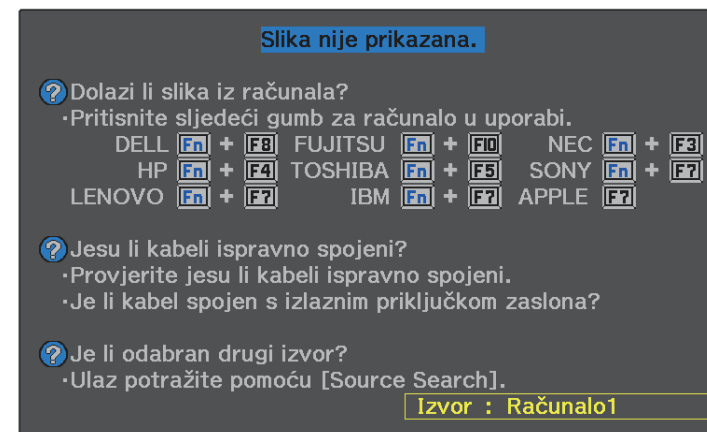 Slika nije prikazana.
? Dolazi li slika iz računala?
·Pritisnite sljedeći gumb za računalo u uporabi.
DELL Fn + F8 FUJITSU Fn + F10 NEC Fn + F3
HP Fn + F4 TOSHIBA Fn + F5 SONY Fn + F7
LENOVO Fn + F7 IBM Fn + F7 APPLE F7
? Jesu li kabeli ispravno spojeni?
·Provjerite jesu li kabeli ispravno spojeni.
·Je li kabel spojen s izlaznim priključkom zaslona?
? Je li odabran drugi izvor?
·Ulaz potražite pomoću [Source Search].
Izvor : Računalo1